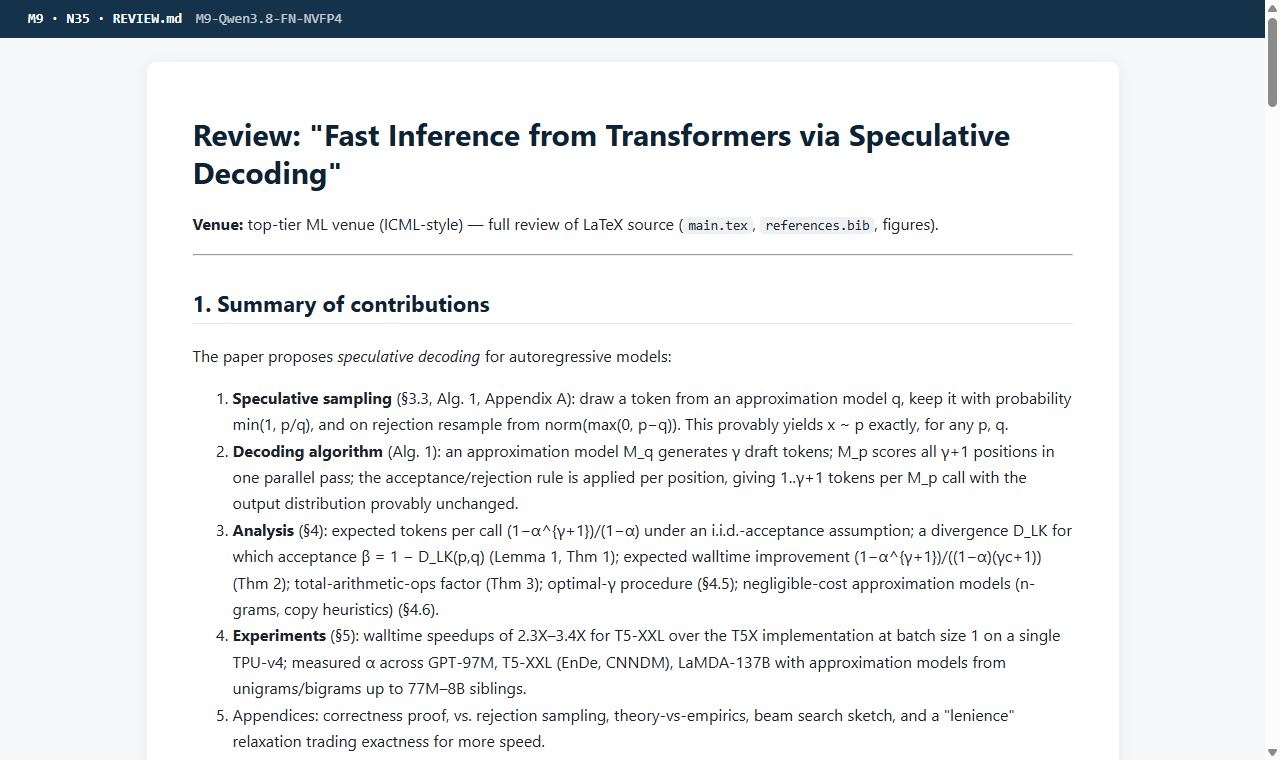 M9 • N35 • REVIEW.md M9-Qwen3.8-FN-NVFP4
Review: "Fast Inference from Transformers via Speculative
Decoding"
Venue: top-tier ML venue (ICML-style) — full review of LaTeX source ( main.tex , references.bib , figures).
1. Summary of contributions
The paper proposes speculative decoding for autoregressive models:
1. Speculative sampling (§3.3, Alg. 1, Appendix A): draw a token from an approximation model q, keep it with probability
min(1, p/q), and on rejection resample from norm(max(0, p−q)). This provably yields x ~ p exactly, for any p, q.
2. Decoding algorithm (Alg. 1): an approximation model M_q generates γ draft tokens; M_p scores all γ+1 positions in
one parallel pass; the acceptance/rejection rule is applied per position, giving 1..γ+1 tokens per M_p call with the
output distribution provably unchanged.
3. Analysis (§4): expected tokens per call (1−α^{γ+1})/(1−α) under an i.i.d.-acceptance assumption; a divergence D_LK for
which acceptance β = 1 − D_LK(p,q) (Lemma 1, Thm 1); expected walltime improvement (1−α^{γ+1})/((1−α)(γc+1))
(Thm 2); total-arithmetic-ops factor (Thm 3); optimal-γ procedure (§4.5); negligible-cost approximation models (n-
grams, copy heuristics) (§4.6).
4. Experiments (§5): walltime speedups of 2.3X–3.4X for T5-XXL over the T5X implementation at batch size 1 on a single
TPU-v4; measured α across GPT-97M, T5-XXL (EnDe, CNNDM), LaMDA-137B with approximation models from
unigrams/bigrams up to 77M–8B siblings.
5. Appendices: correctness proof, vs. rejection sampling, theory-vs-empirics, beam search sketch, and a "lenience"
relaxation trading exactness for more speed.